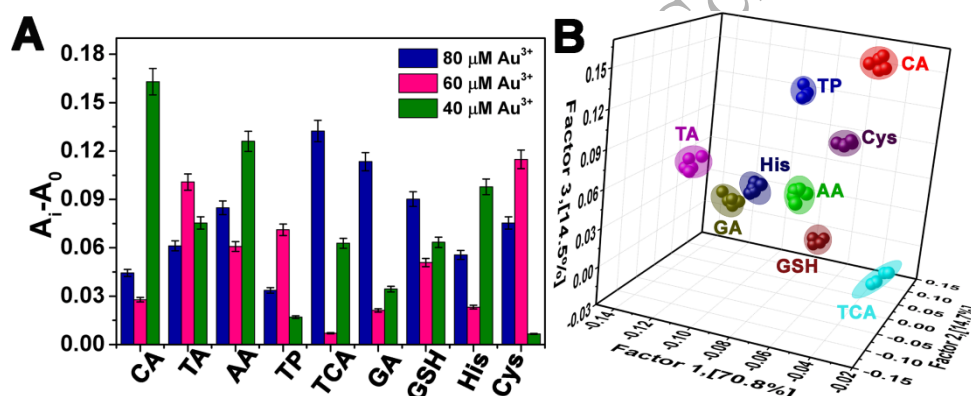 A
0.18
0.15
0.12
0.09
0.06
0.03
0.00
Aᵢ-A₀
80 μM Au³⁺
60 μM Au³⁺
40 μM Au³⁺
CA
TA
AA
TP
TCA
GA
GSH
His
Cys
B
0.15
0.12
0.09
0.06
0.03
0.00
-0.03
Factor 3,[14.5%]
-0.14
-0.12
-0.10
-0.08
-0.06
-0.04
-0.02
Factor 1,[70.8%]
0.15
0.10
0.05
0.00
-0.05
-0.10
-0.15
Factor 2,[14.7%]
CA
TP
Cys
TA
His
AA
GA
GSH
TCA